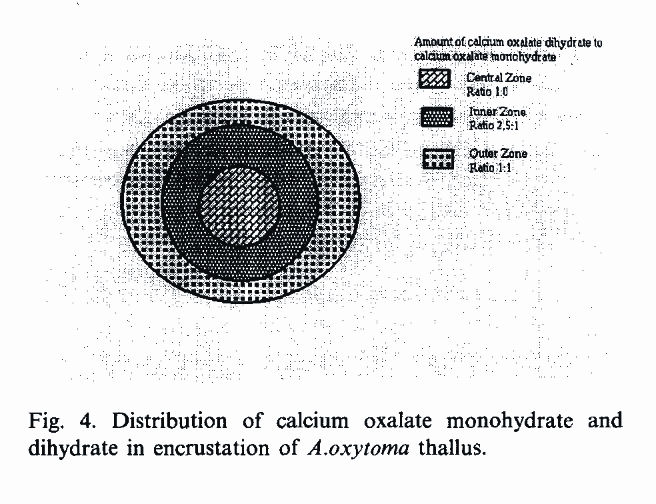 Amount of calcium oxalate dihydrate to
calcium oxalate monohydrate
Central Zone
Ratio 1:0
Inner Zone
Ratio 2,5:1
Outer Zone
Ratio 1:1
Fig. 4. Distribution of calcium oxalate monohydrate and
dihydrate in encrustation of A.oxytoma thallus.